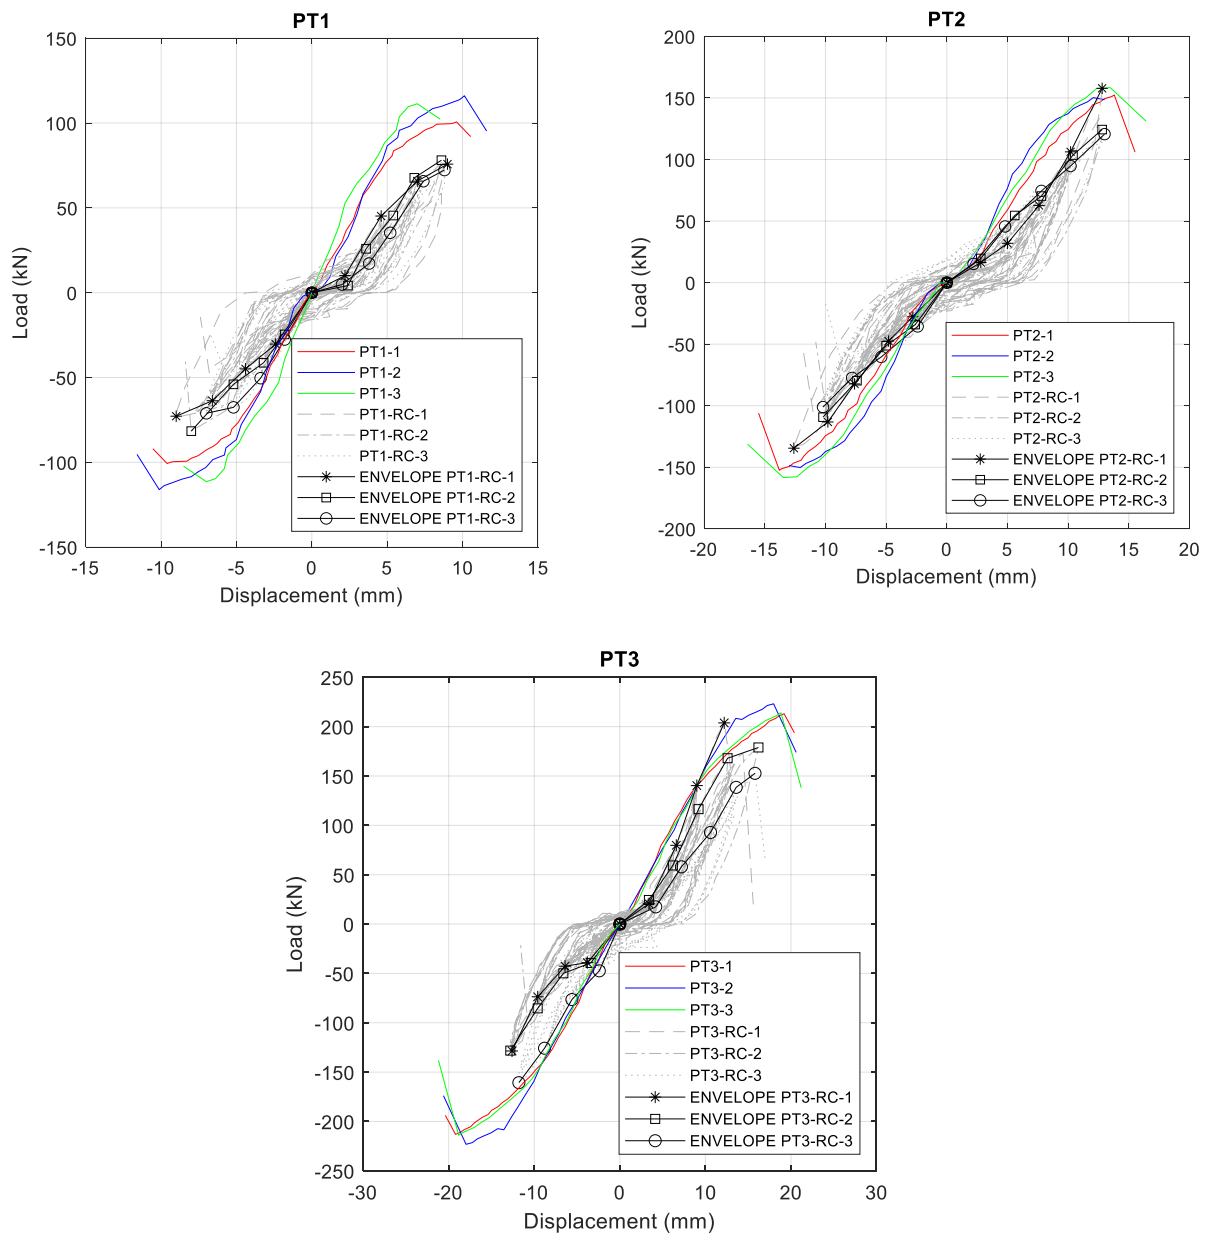 PT1
150
100
50
0
-50
-100
-150
Load (kN)
-15
-10
-5
0
5
10
15
Displacement (mm)
PT1-1
PT1-2
PT1-3
PT1-RC-1
PT1-RC-2
PT1-RC-3
ENVELOPE PT1-RC-1
ENVELOPE PT1-RC-2
ENVELOPE PT1-RC-3
PT2
200
150
100
50
0
-50
-100
-150
-200
Load (kN)
-20
-15
-10
-5
0
5
10
15
20
Displacement (mm)
PT2-1
PT2-2
PT2-3
PT2-RC-1
PT2-RC-2
PT2-RC-3
ENVELOPE PT2-RC-1
ENVELOPE PT2-RC-2
ENVELOPE PT2-RC-3
PT3
250
200
150
100
50
0
-50
-100
-150
-200
-250
Load (kN)
-30
-20
-10
0
10
20
30
Displacement (mm)
PT3-1
PT3-2
PT3-3
PT3-RC-1
PT3-RC-2
PT3-RC-3
ENVELOPE PT3-RC-1
ENVELOPE PT3-RC-2
ENVELOPE PT3-RC-3